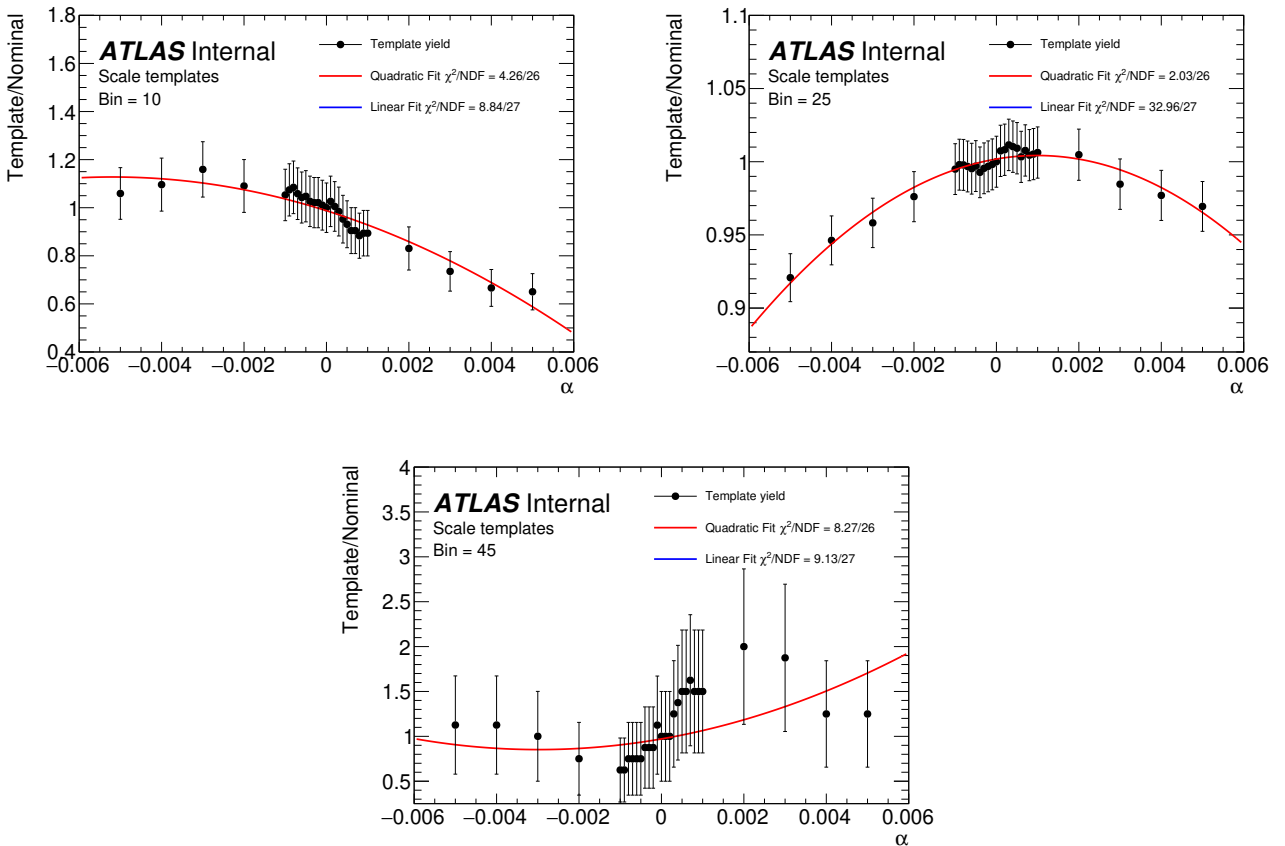 Template/Nominal
1.8
1.6
1.4
1.2
1
0.8
0.6
0.4
ATLAS Internal
Scale templates
Bin = 10
Template yield
Quadratic Fit χ²/NDF = 4.26/26
Linear Fit χ²/NDF = 8.84/27
−0.006 −0.004 −0.002 0 0.002 0.004 0.006
α
Template/Nominal
1.1
1.05
1
0.95
0.9
ATLAS Internal
Scale templates
Bin = 25
Template yield
Quadratic Fit χ²/NDF = 2.03/26
Linear Fit χ²/NDF = 32.96/27
−0.006 −0.004 −0.002 0 0.002 0.004 0.006
α
Template/Nominal
4
3.5
3
2.5
2
1.5
1
0.5
ATLAS Internal
Scale templates
Bin = 45
Template yield
Quadratic Fit χ²/NDF = 8.27/26
Linear Fit χ²/NDF = 9.13/27
−0.006 −0.004 −0.002 0 0.002 0.004 0.006
α